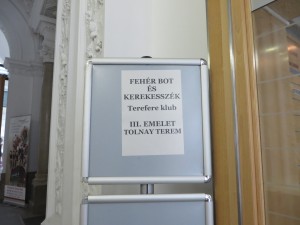 FEHÉR BOT
ÉS
KEREKESSZÉK
Terefere klub
III. EMELET
TOLNAY TEREM